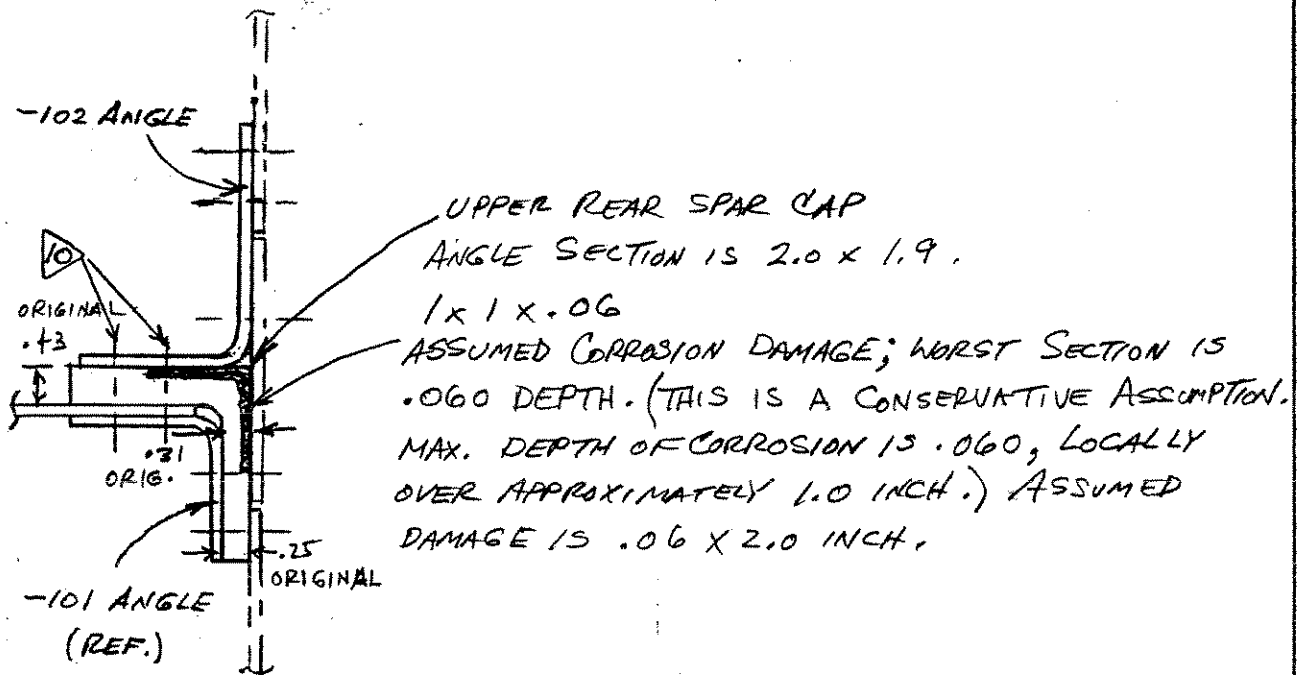 -102 ANGLE
UPPER REAR SPAR CAP
ANGLE SECTION IS 2.0 x 1.9.
1 x 1 x .06
10
ORIGINAL
.43
ASSUMED CORROSION DAMAGE; WORST SECTION IS
.060 DEPTH. (THIS IS A CONSERVATIVE ASSUMPTION.
MAX. DEPTH OF CORROSION IS .060, LOCALLY
OVER APPROXIMATELY 1.0 INCH.) ASSUMED
DAMAGE IS .06 X 2.0 INCH.
.31
ORIG.
.25
ORIGINAL
-101 ANGLE
(REF.)